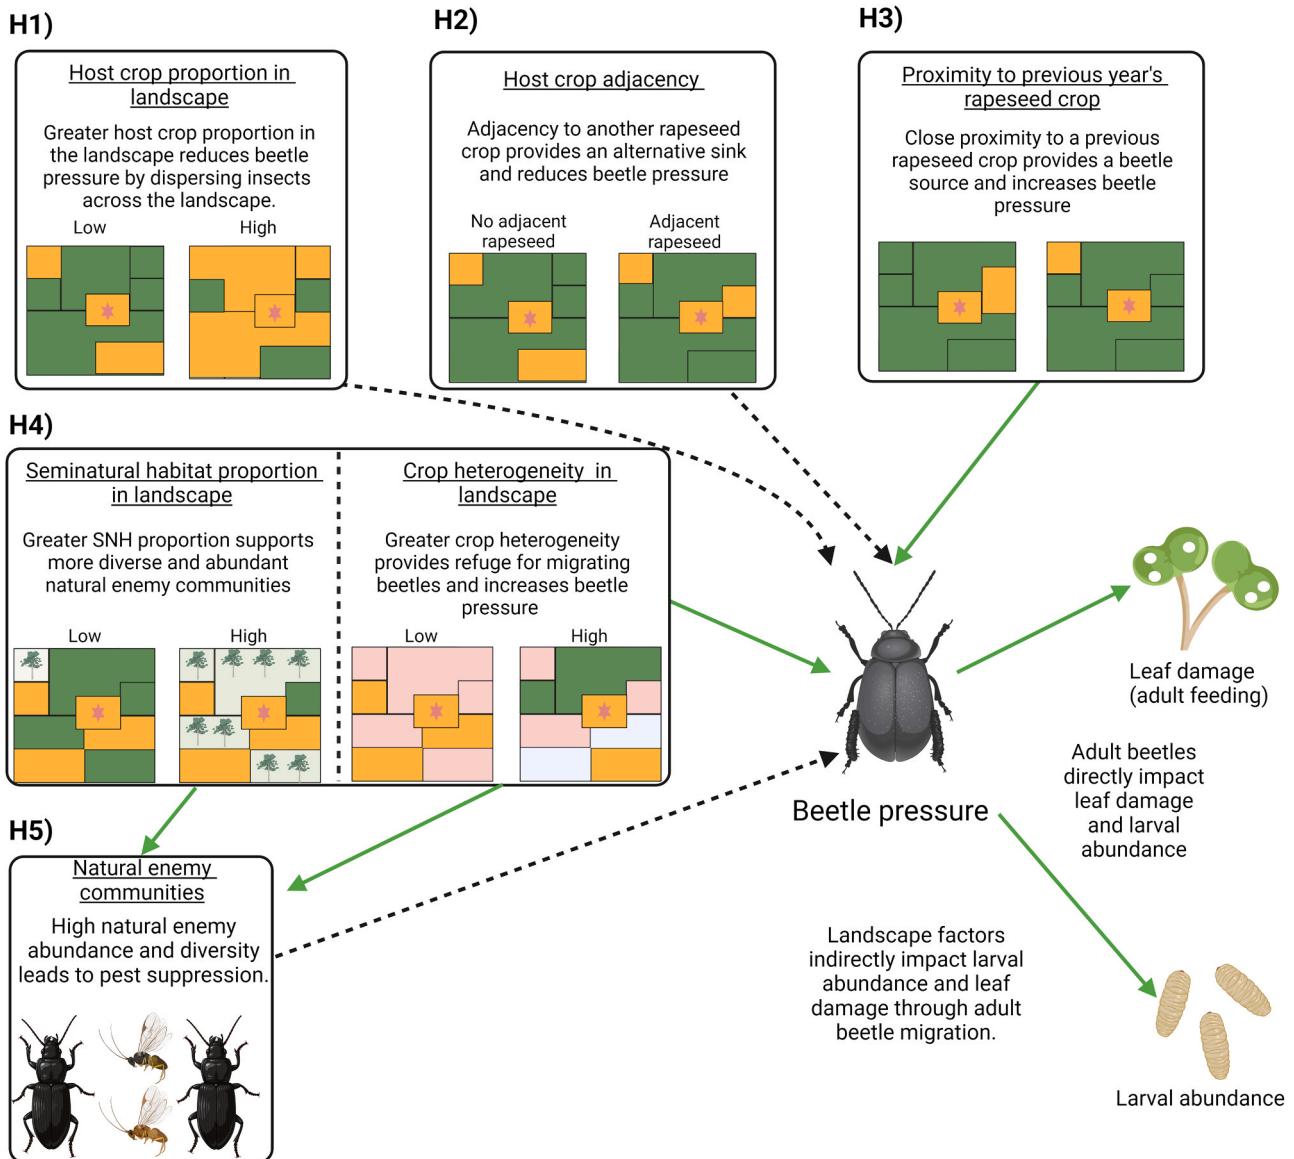 H1)
Host crop proportion in
landscape
Greater host crop proportion in
the landscape reduces beetle
pressure by dispersing insects
across the landscape.
Low
High
H2)
Host crop adjacency
Adjacency to another rapeseed
crop provides an alternative sink
and reduces beetle pressure
No adjacent
rapeseed
Adjacent
rapeseed
H3)
Proximity to previous year's
rapeseed crop
Close proximity to a previous
rapeseed crop provides a beetle
source and increases beetle
pressure
H4)
Seminatural habitat proportion
in landscape
Greater SNH proportion supports
more diverse and abundant
natural enemy communities
Low
High
Crop heterogeneity in
landscape
Greater crop heterogeneity
provides refuge for migrating
beetles and increases beetle
pressure
Low
High
H5)
Natural enemy
communities
High natural enemy
abundance and diversity
leads to pest suppression.
Beetle pressure
Leaf damage
(adult feeding)
Adult beetles
directly impact
leaf damage
and larval
abundance
Landscape factors
indirectly impact larval
abundance and leaf
damage through adult
beetle migration.
Larval abundance